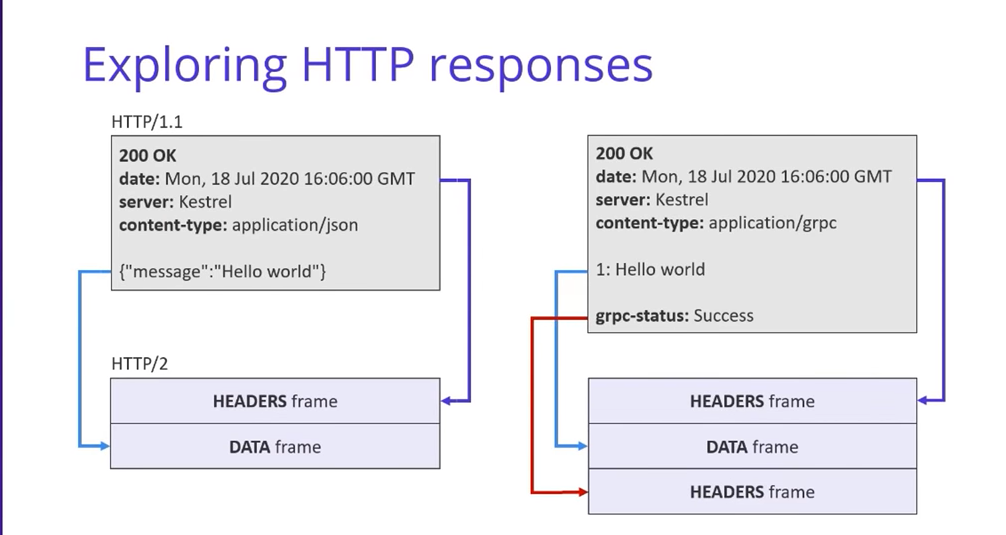 Exploring HTTP responses
HTTP/1.1
200 OK
date: Mon, 18 Jul 2020 16:06:00 GMT
server: Kestrel
content-type: application/json
{"message":"Hello world"}
HTTP/2
HEADERS frame
DATA frame
200 OK
date: Mon, 18 Jul 2020 16:06:00 GMT
server: Kestrel
content-type: application/grpc
1: Hello world
grpc-status: Success
HEADERS frame
DATA frame
HEADERS frame